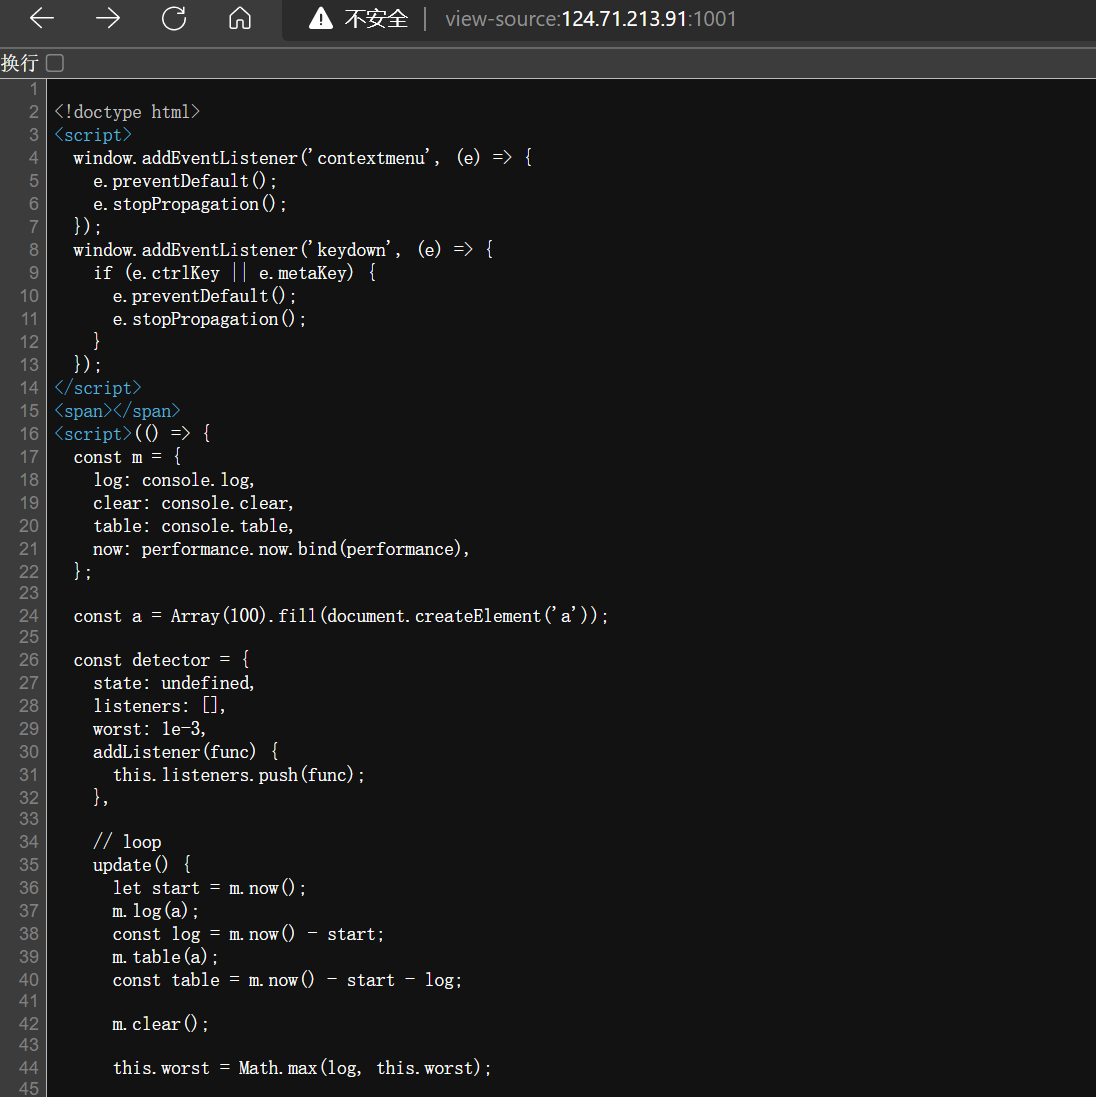 不安全 | view-source:124.71.213.91:1001
换行
1
2 <!doctype html>
3 <script>
4 window.addEventListener('contextmenu', (e) => {
5 e.preventDefault();
6 e.stopPropagation();
7 });
8 window.addEventListener('keydown', (e) => {
9 if (e.ctrlKey || e.metaKey) {
10 e.preventDefault();
11 e.stopPropagation();
12 }
13 });
14 </script>
15 <span></span>
16 <script>(() => {
17 const m = {
18 log: console.log,
19 clear: console.clear,
20 table: console.table,
21 now: performance.now.bind(performance),
22 };
23
24 const a = Array(100).fill(document.createElement('a'));
25
26 const detector = {
27 state: undefined,
28 listeners: [],
29 worst: 1e-3,
30 addListener(func) {
31 this.listeners.push(func);
32 },
33
34 // loop
35 update() {
36 let start = m.now();
37 m.log(a);
38 const log = m.now() - start;
39 m.table(a);
40 const table = m.now() - start - log;
41
42 m.clear();
43
44 this.worst = Math.max(log, this.worst);
45